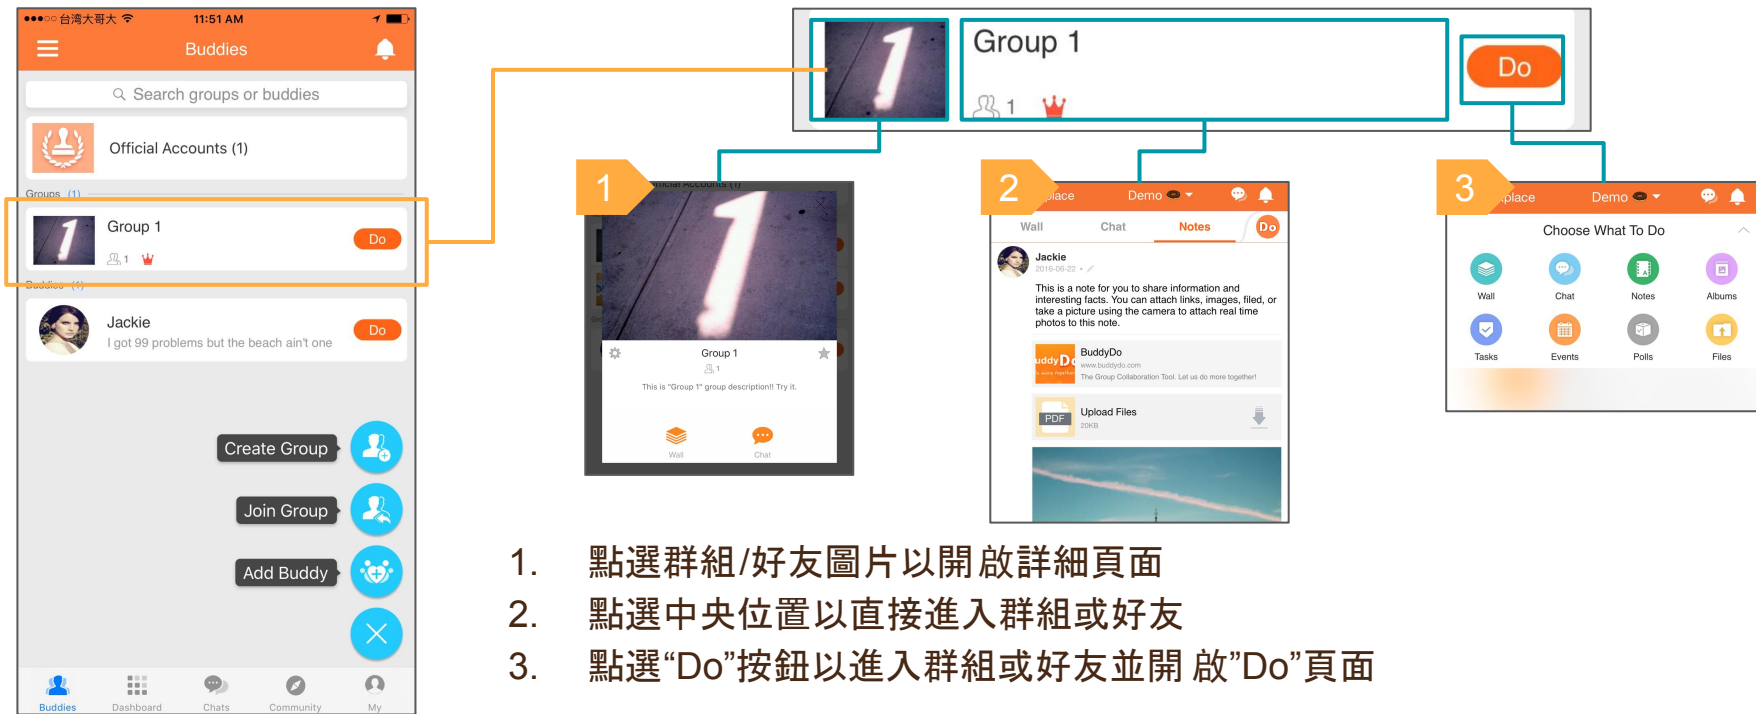 台湾大哥大
11:51 AM
Buddies
Search groups or buddies
Official Accounts (1)
Groups (1)
Group 1
1
Do
Buddies (1)
Jackie
I got 99 problems but the beach ain't one
Do
Create Group
Join Group
Add Buddy
Buddies
Dashboard
Chats
Community
My
Group 1
1
Do
1
Official Accounts (1)
Group 1
1
This is "Group 1" group description!! Try it.
Wall
Chat
2
place
Demo
Wall
Chat
Notes
Do
Jackie
2016-06-22
This is a note for you to share information and
interesting facts. You can attach links, images, filed, or
take a picture using the camera to attach real time
photos to this note.
BuddyDo
www.buddydo.com
The Group Collaboration Tool. Let us do more together!
PDF
Upload Files
20KB
3
place
Demo
Choose What To Do
Wall
Chat
Notes
Albums
Tasks
Events
Polls
Files
1. 點選群組/好友圖片以開啟詳細頁面
2. 點選中央位置以直接進入群組或好友
3. 點選“Do”按鈕以進入群組或好友並開啟”Do”頁面